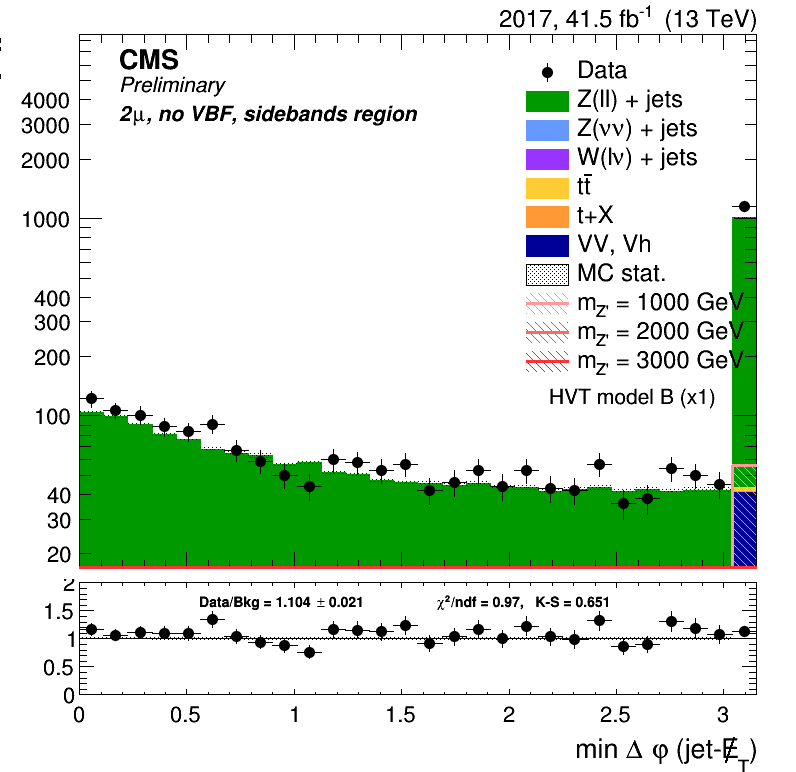 2017, 41.5 fb⁻¹ (13 TeV)
CMS
Preliminary
2μ, no VBF, sidebands region
Data
Z(ll) + jets
Z(νν) + jets
W(lν) + jets
tt̄
t+X
VV, Vh
MC stat.
m_Z' = 1000 GeV
m_Z' = 2000 GeV
m_Z' = 3000 GeV
HVT model B (x1)
4000
3000
2000
1000
400
300
200
100
40
30
20
Data/Bkg = 1.104 ± 0.021 χ²/ndf = 0.97, K-S = 0.651
2
1.5
1
0.5
0
0 0.5 1 1.5 2 2.5 3
min Δ φ (jet-E̸_T)